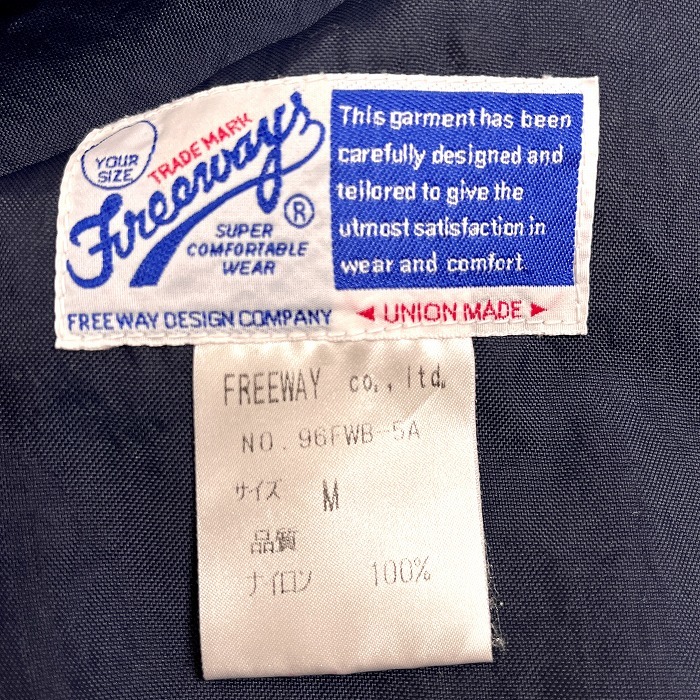 YOUR
SIZE
TRADE MARK
Freeways
®
SUPER
COMFORTABLE
WEAR
FREEWAY DESIGN COMPANY
This garment has been
carefully designed and
teilored to give the
utmost satisfaction in
wear and comfort.
◄ UNION MADE ►
FREEWAY co., ltd.
NO. 96FWB-5A
サイズ M
品質
ナイロン 100%